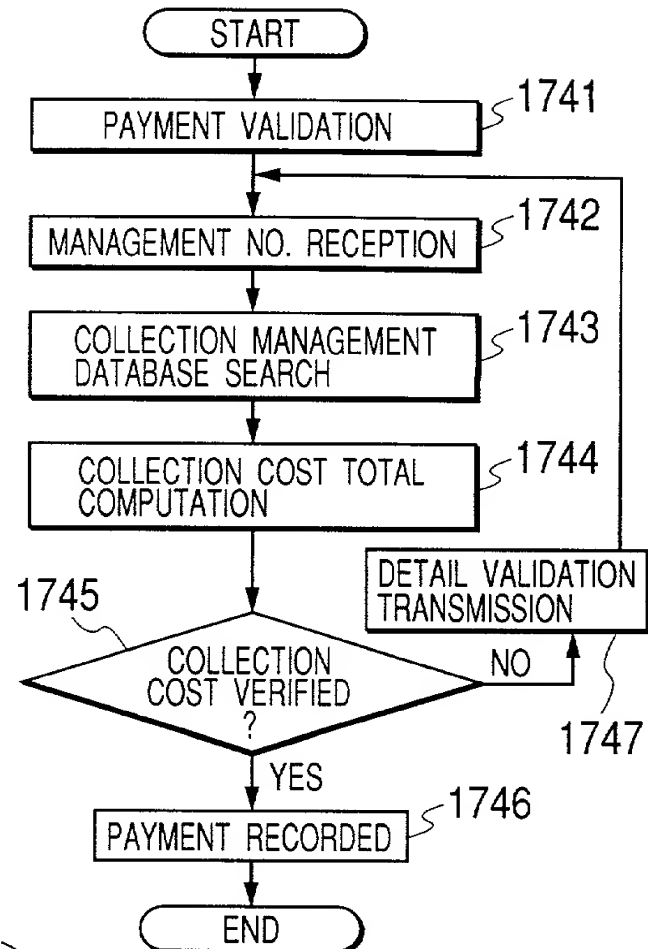 START
1741
PAYMENT VALIDATION
1742
MANAGEMENT NO. RECEPTION
1743
COLLECTION MANAGEMENT
DATABASE SEARCH
1744
COLLECTION COST TOTAL
COMPUTATION
DETAIL VALIDATION
TRANSMISSION
1745
COLLECTION
COST VERIFIED
?
NO
1747
YES
1746
PAYMENT RECORDED
END